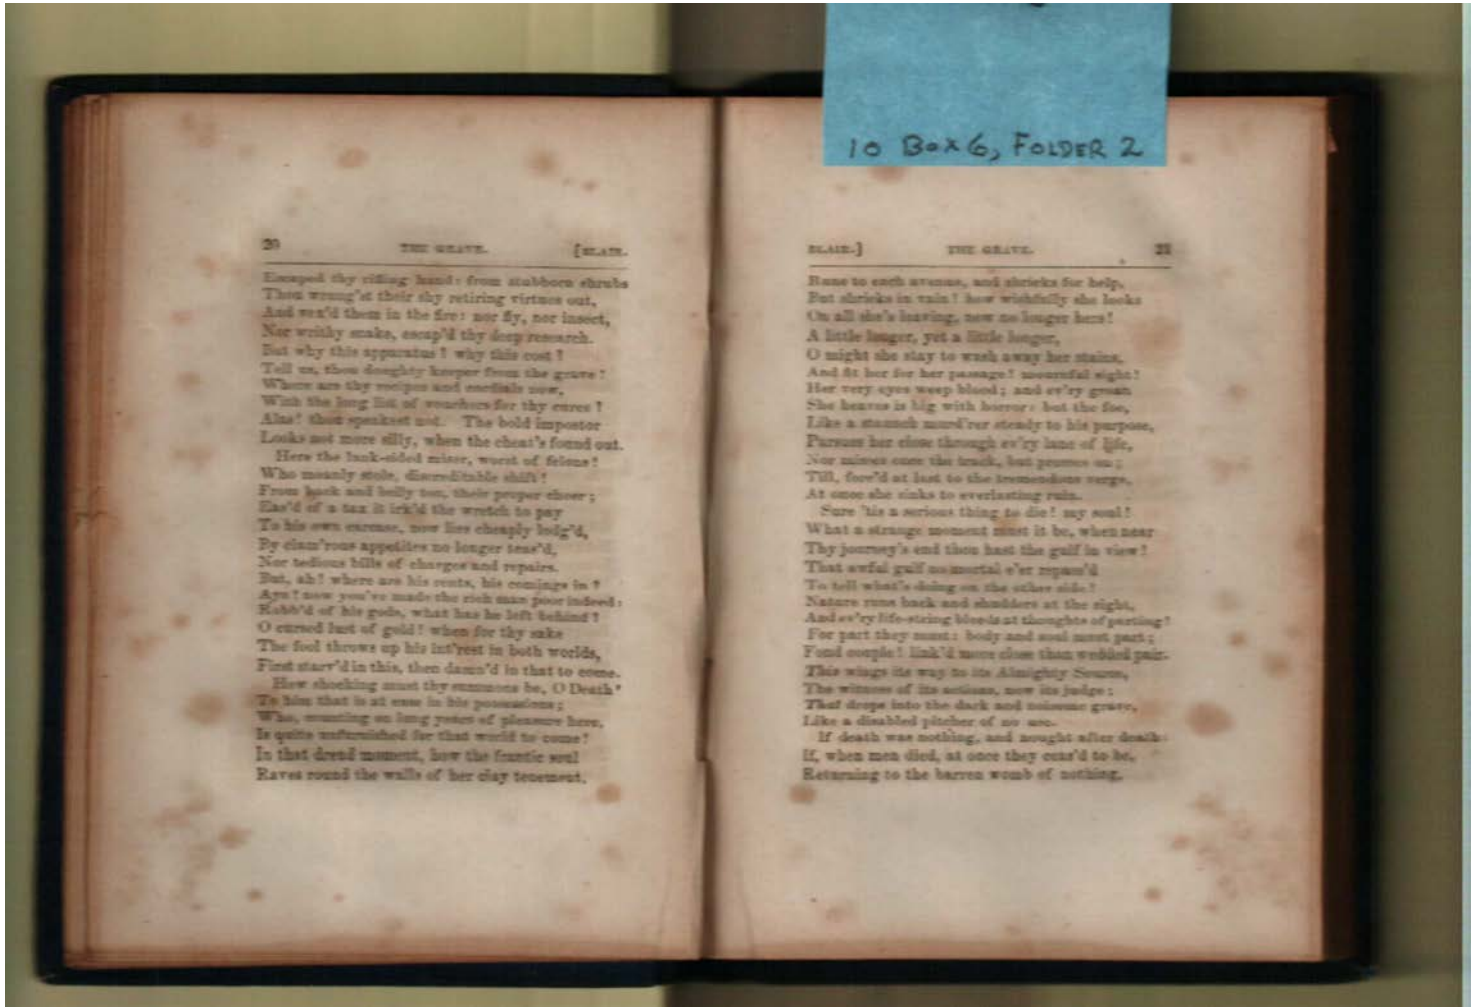 10 BOX 6, FOLDER 2
20 THE GRAVE. [BLAIR.
Escaped thy rifling hand: from stubborn shrubs
Thou wrung'st their shy retiring virtues out,
And vex'd them in the fire: nor fly, nor insect,
Nor writhy snake, escap'd thy deep research.
But why this apparatus? why this cost?
Tell us, thou doughty keeper from the grave!
Where are thy recipes and cordials now,
With the long list of vouchers for thy cures?
Alas! thou speakest not. The bold impostor
Looks not more silly, when the cheat's found out.
Here the lank-sided miser, worst of felons!
Who meanly stole, discreditable shift!
From back and belly too, their proper cheer;
Eas'd of a tax it irk'd the wretch to pay
To his own carcase, now lies cheaply lodg'd,
By clam'rous appetites no longer teas'd,
Nor tedious bills of charges and repairs.
But, ah! where are his rents, his comings in?
Aye! now you've made the rich man poor indeed:
Robb'd of his gods, what has he left behind?
O cursed lust of gold! when for thy sake
The fool throws up his int'rest in both worlds,
First starv'd in this, then damn'd in that to come.
How shocking must thy summons be, O Death
To him that is at ease in his possessions;
Who, counting on long years of pleasure here,
Is quite unfurnished for that world to come!
In that dread moment, how the frantic soul
Raves round the walls of her clay tenement,
BLAIR.] THE GRAVE. 21
Runs to each avenue, and shrieks for help,
But shrieks in vain! how wishfully she looks
On all she's leaving, now no longer hers!
A little longer, yet a little longer,
O might she stay to wash away her stains,
And fit her for her passage! mournful sight!
Her very eyes weep blood; and ev'ry groan
She heaves is big with horror: but the foe,
Like a staunch murd'rer steady to his purpose,
Pursues her close through ev'ry lane of life,
Nor misses once the track, but presses on;
Till, forc'd at last to the tremendous verge,
At once she sinks to everlasting ruin.
Sure 'tis a serious thing to die! my soul!
What a strange moment must it be, when near
Thy journey's end thou hast the gulf in view!
That awful gulf no mortal e'er repass'd
To tell what's doing on the other side!
Nature runs back and shudders at the sight,
And ev'ry life-string bleeds at thoughts of parting!
For part they must: body and soul must part;
Fond couple! link'd more close than wedded pair.
This wings its way to its Almighty Source,
The witness of its actions, now its judge:
That drops into the dark and noisome grave,
Like a disabled pitcher of no use.
If death was nothing, and nought after death:
If, when men died, at once they ceas'd to be,
Returning to the barren womb of nothing,